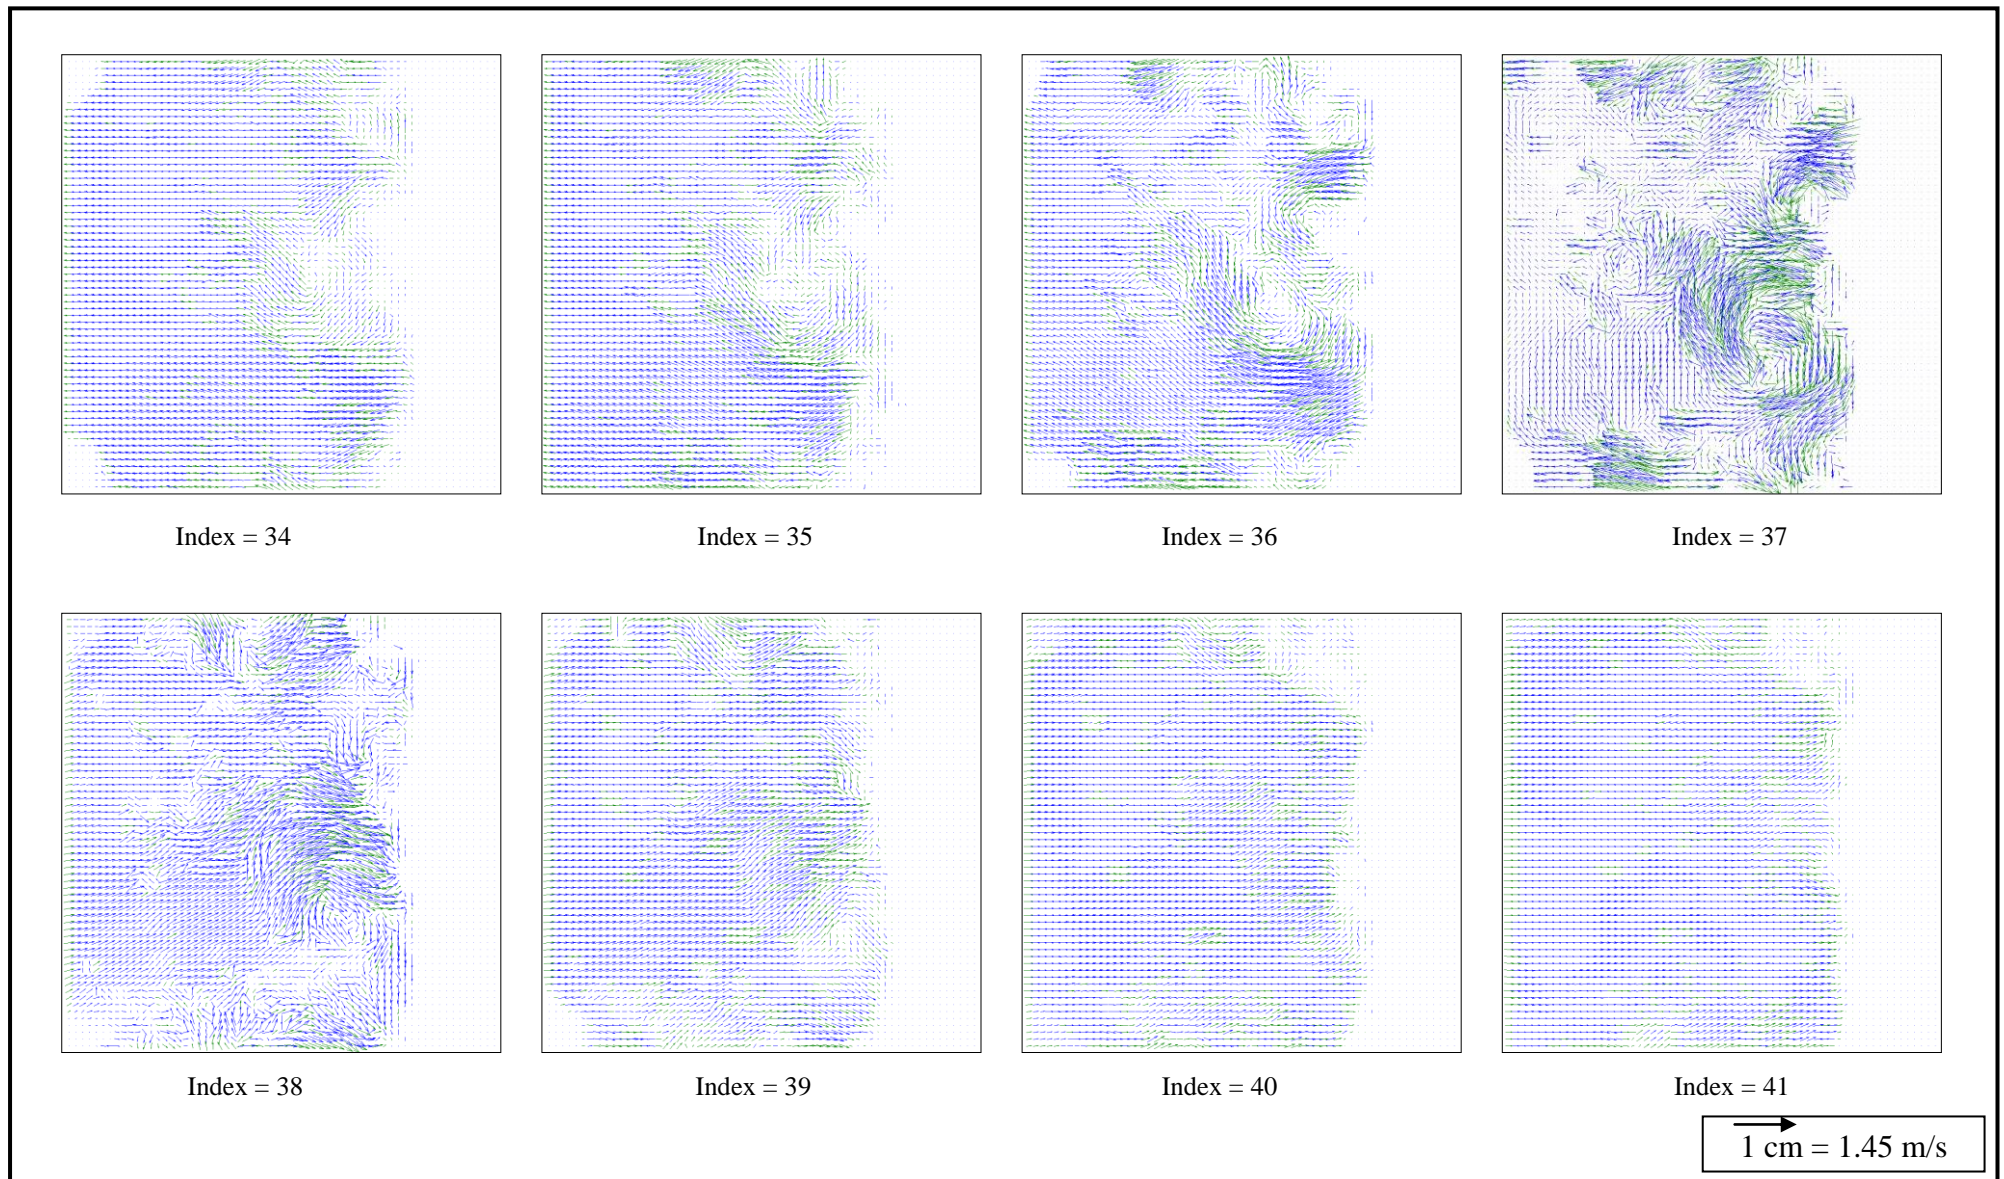 Index = 34
Index = 35
Index = 36
Index = 37
Index = 38
Index = 39
Index = 40
Index = 41
1 cm = 1.45 m/s